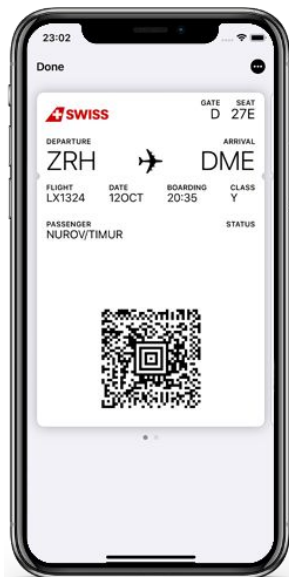 23:02
Done
SWISS
GATE SEAT
D 27E
DEPARTURE ARRIVAL
ZRH DME
FLIGHT DATE BOARDING CLASS
LX1324 12OCT 20:35 Y
PASSENGER STATUS
NUROV/TIMUR